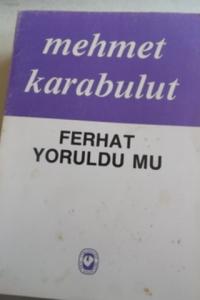 mehmet
karabulut
FERHAT
YORULDU MU